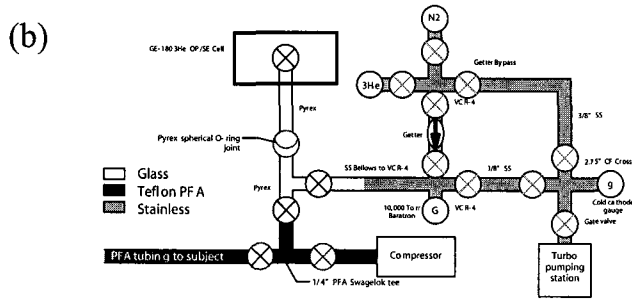 (b)
N2
GE-180 3He OP/SE Cell
Getter Bypass
3He
VCR-4
Pyrex
3/8" SS
Getter
Pyrex spherical O-ring
joint
2.75" CF Cross
SS Bellows to VCR-4
1/8" SS
Glass
Pyrex
g
Teflon PFA
Cold cathode
gauge
Stainless
10,000 Torr
Baratron
G
VCR-4
Gate valve
PFA tubing to subject
Compressor
Turbo
pumping
station
1/4" PFA Swagelok tee